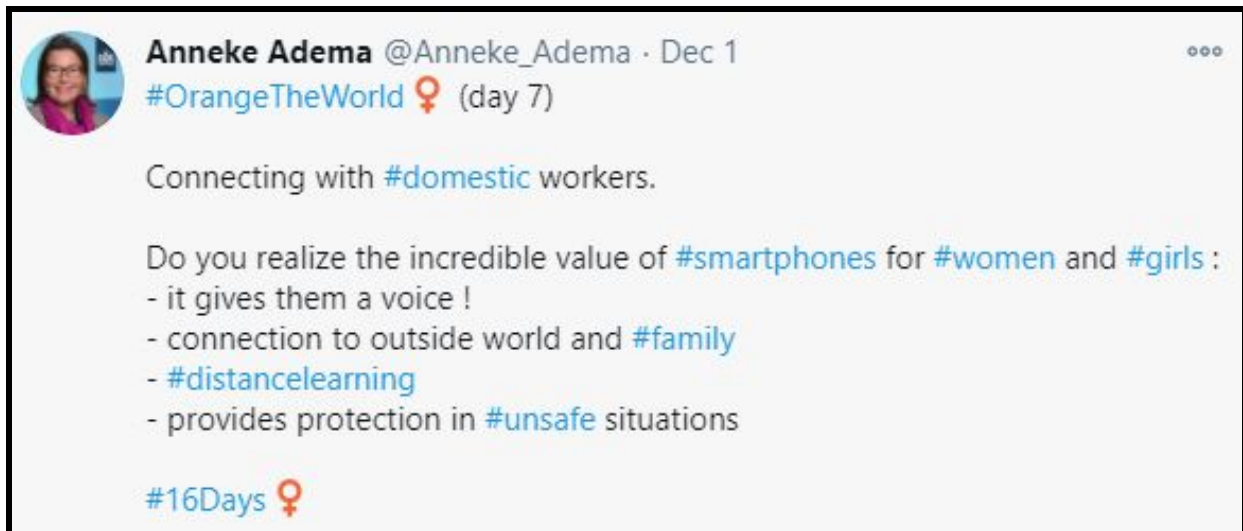 Anneke Adema @Anneke_Adema · Dec 1
#OrangeTheWorld ♀ (day 7)
Connecting with #domestic workers.
Do you realize the incredible value of #smartphones for #women and #girls :
- it gives them a voice !
- connection to outside world and #family
- #distancelearning
- provides protection in #unsafe situations
#16Days ♀